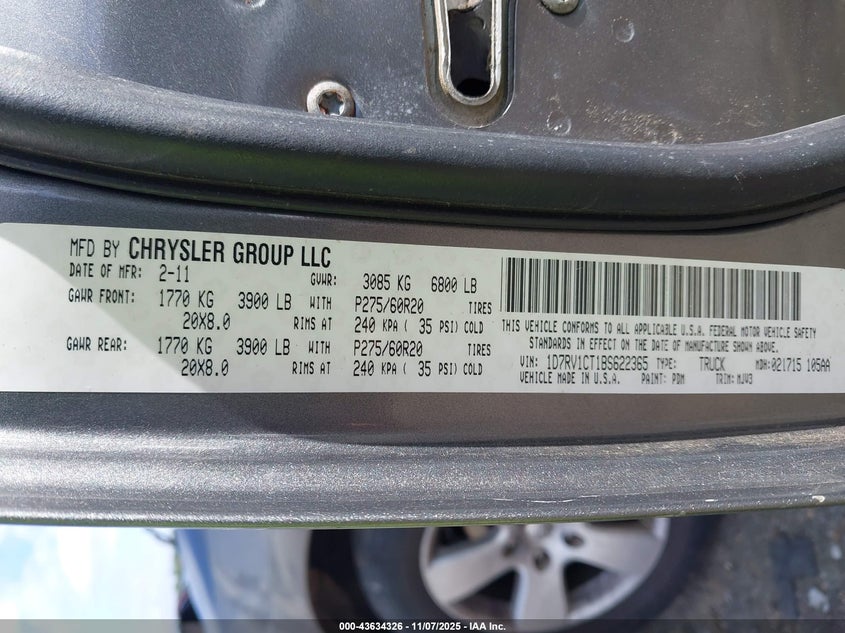 MFD BY CHRYSLER GROUP LLC
DATE OF MFR: 2-11 GVWR: 3085 KG 6800 LB
GAWR FRONT: 1770 KG 3900 LB WITH P275/60R20 TIRES
20X8.0 RIMS AT 240 KPA ( 35 PSI) COLD
GAWR REAR: 1770 KG 3900 LB WITH P275/60R20 TIRES
20X8.0 RIMS AT 240 KPA ( 35 PSI) COLD
THIS VEHICLE CONFORMS TO ALL APPLICABLE U.S.A. FEDERAL MOTOR VEHICLE SAFETY
STANDARDS IN EFFECT ON THE DATE OF MANUFACTURE SHOWN ABOVE.
VIN: 1D7RV1CT1BS622365 TYPE: TRUCK MDH: 021715 105AA
VEHICLE MADE IN U.S.A. PAINT: PDM TRIM: MJV3
000-43634326 - 11/07/2025 - IAA Inc.